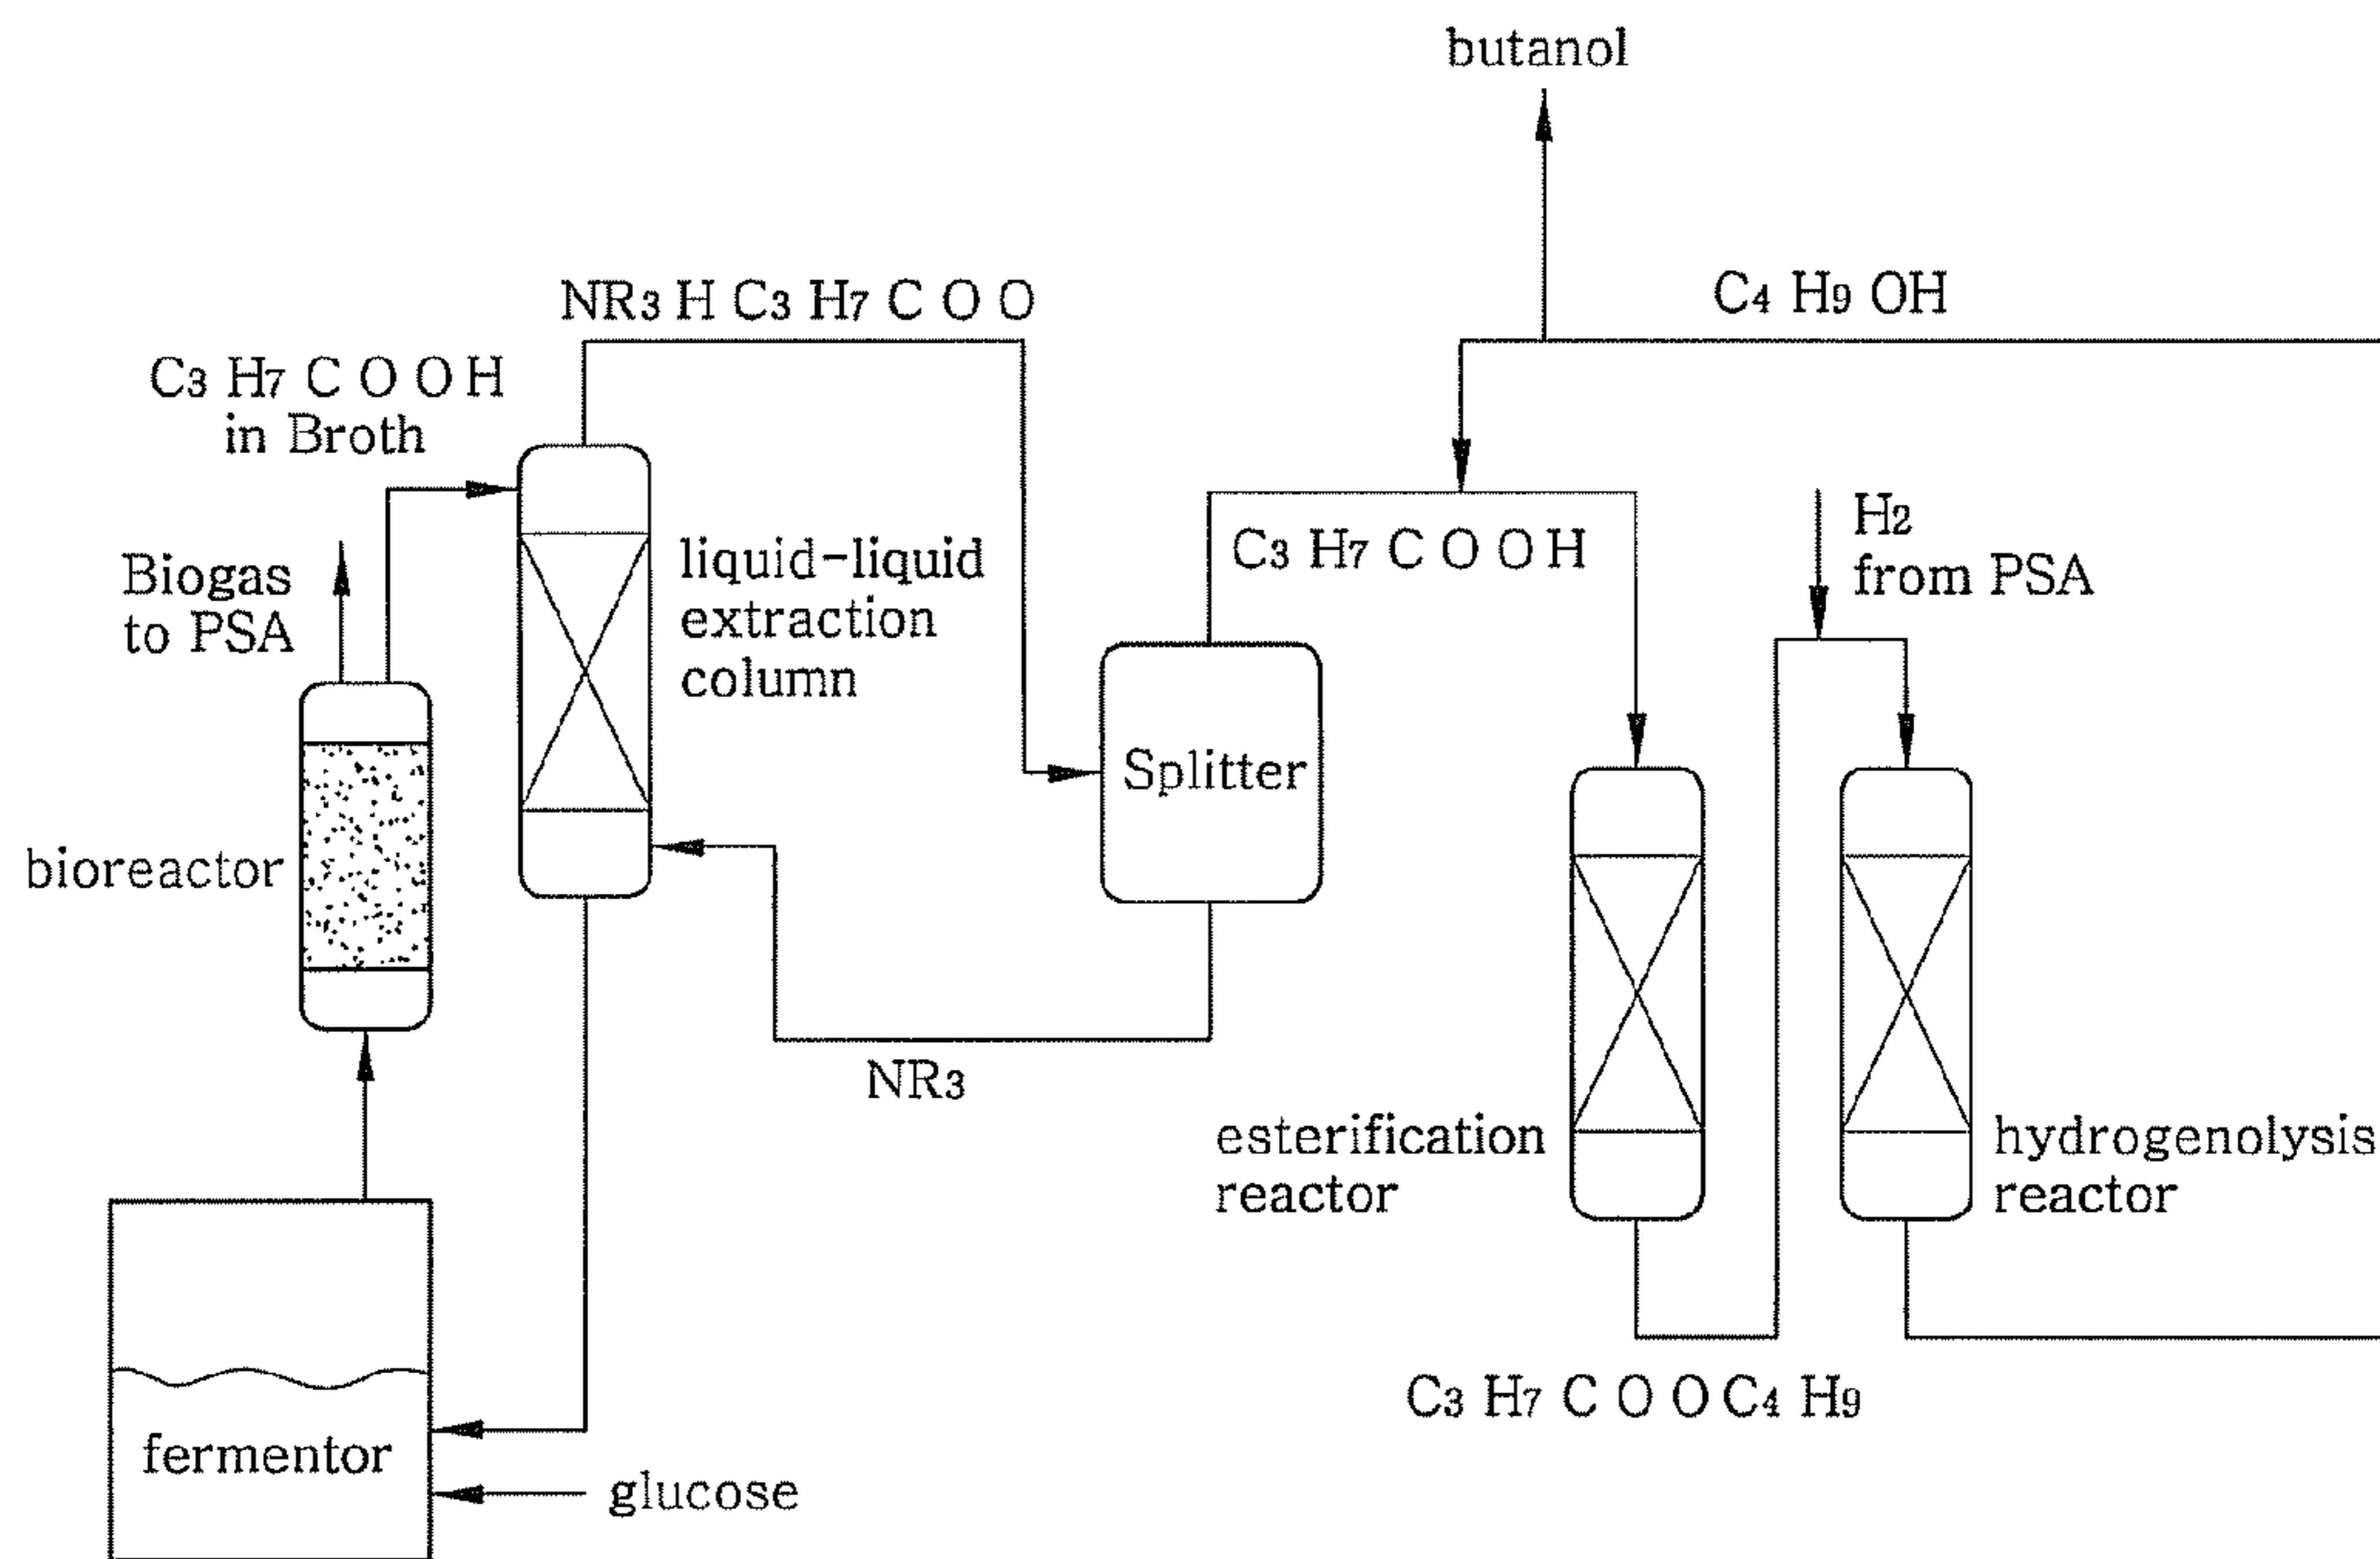 butanol
C4 H9 OH
NR3 H C3 H7 C O O
C3 H7 C O O H
in Broth
H2
from PSA
C3 H7 C O O H
liquid-liquid
extraction
column
Biogas
to PSA
Splitter
bioreactor
NR3
esterification
reactor
hydrogenolysis
reactor
C3 H7 C O O C4 H9
fermentor
glucose